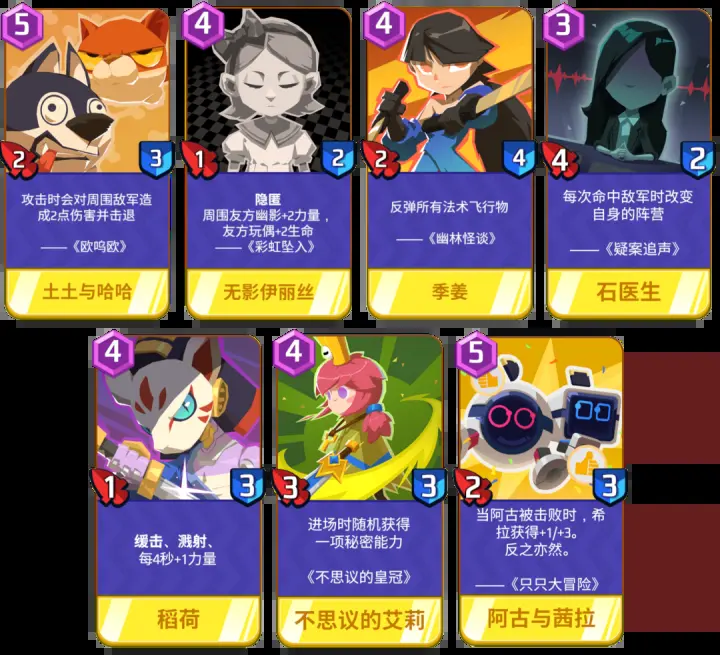 5
4
4
3
2
3
1
2
2
4
4
2
攻击时会对周围敌军造
成2点伤害并击退
——《欧呜欧》
隐匿
周围友方幽影+2力量，
友方玩偶+2生命
——《彩虹坠入》
反弹所有法术飞行物
——《幽林怪谈》
每次命中敌军时改变
自身的阵营
——《疑案追声》
土土与哈哈
无影伊丽丝
季姜
石医生
4
4
5
1
3
3
3
2
3
缓击、溅射、
每4秒+1力量
进场时随机获得
一项秘密能力
《不思议的皇冠》
当阿古被击败时，希
拉获得+1/+3。
反之亦然。
——《只只大冒险》
稻荷
不思议的艾莉
阿古与茜拉